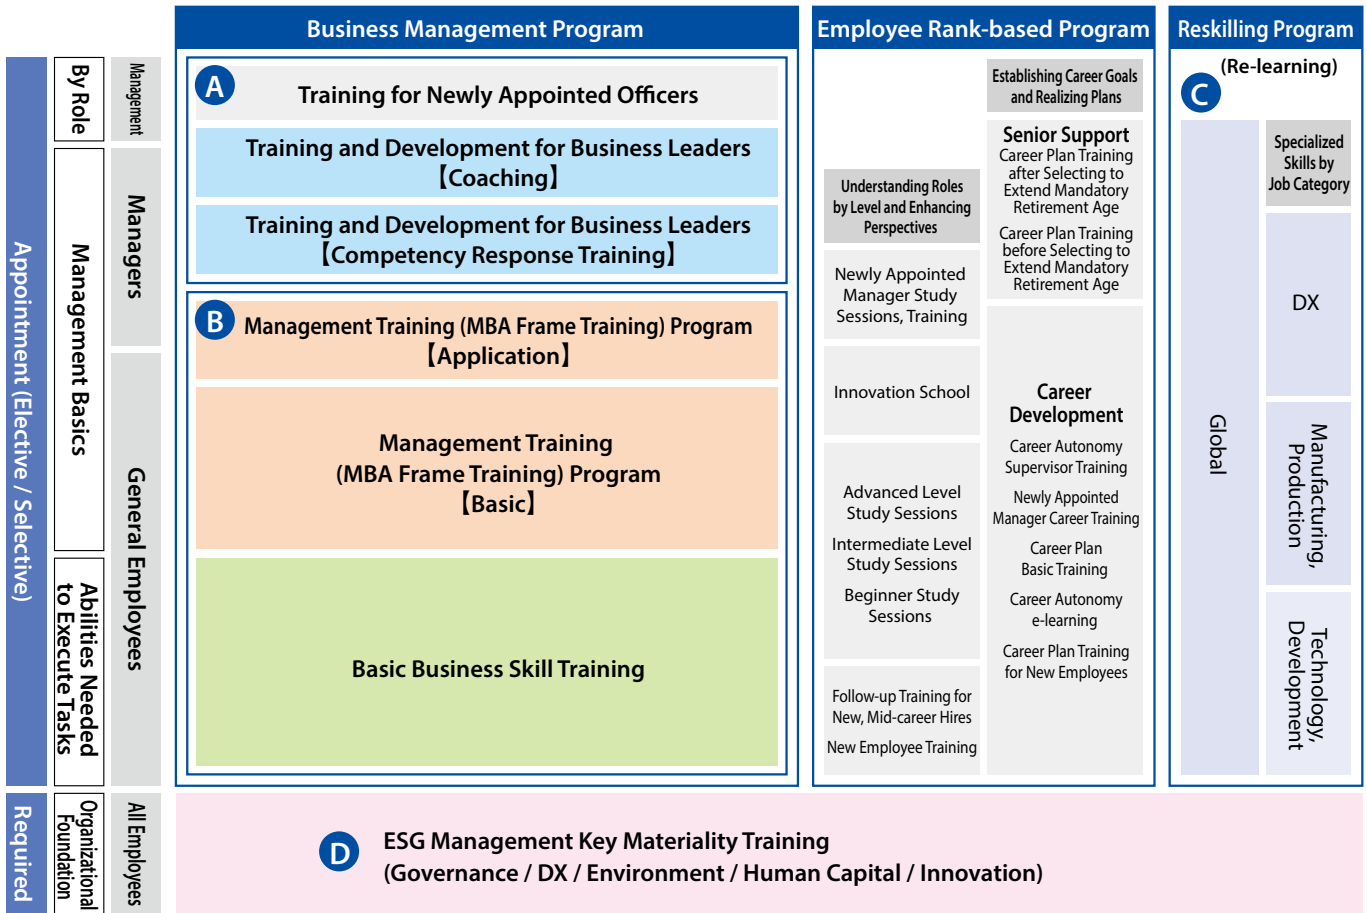 Business Management Program
Employee Rank-based Program
Reskilling Program
(Re-learning)
Appointment (Elective / Selective)
Required
By Role
Management Basics
Abilities Needed
to Execute Tasks
Organizational
Foundation
Management
Managers
General Employees
All Employees
A
Training for Newly Appointed Officers
Training and Development for Business Leaders
【Coaching】
Training and Development for Business Leaders
【Competency Response Training】
B
Management Training (MBA Frame Training) Program
【Application】
Management Training
(MBA Frame Training) Program
【Basic】
Basic Business Skill Training
Understanding Roles
by Level and Enhancing
Perspectives
Newly Appointed
Manager Study
Sessions, Training
Innovation School
Advanced Level
Study Sessions
Intermediate Level
Study Sessions
Beginner Study
Sessions
Follow-up Training for
New, Mid-career Hires
New Employee Training
Establishing Career Goals
and Realizing Plans
Senior Support
Career Plan Training
after Selecting to
Extend Mandatory
Retirement Age
Career Plan Training
before Selecting to
Extend Mandatory
Retirement Age
Career
Development
Career Autonomy
Supervisor Training
Newly Appointed
Manager Career Training
Career Plan
Basic Training
Career Autonomy
e-learning
Career Plan Training
for New Employees
C
Global
Specialized
Skills by
Job Category
DX
Manufacturing,
Production
Technology,
Development
D
ESG Management Key Materiality Training
(Governance / DX / Environment / Human Capital / Innovation)